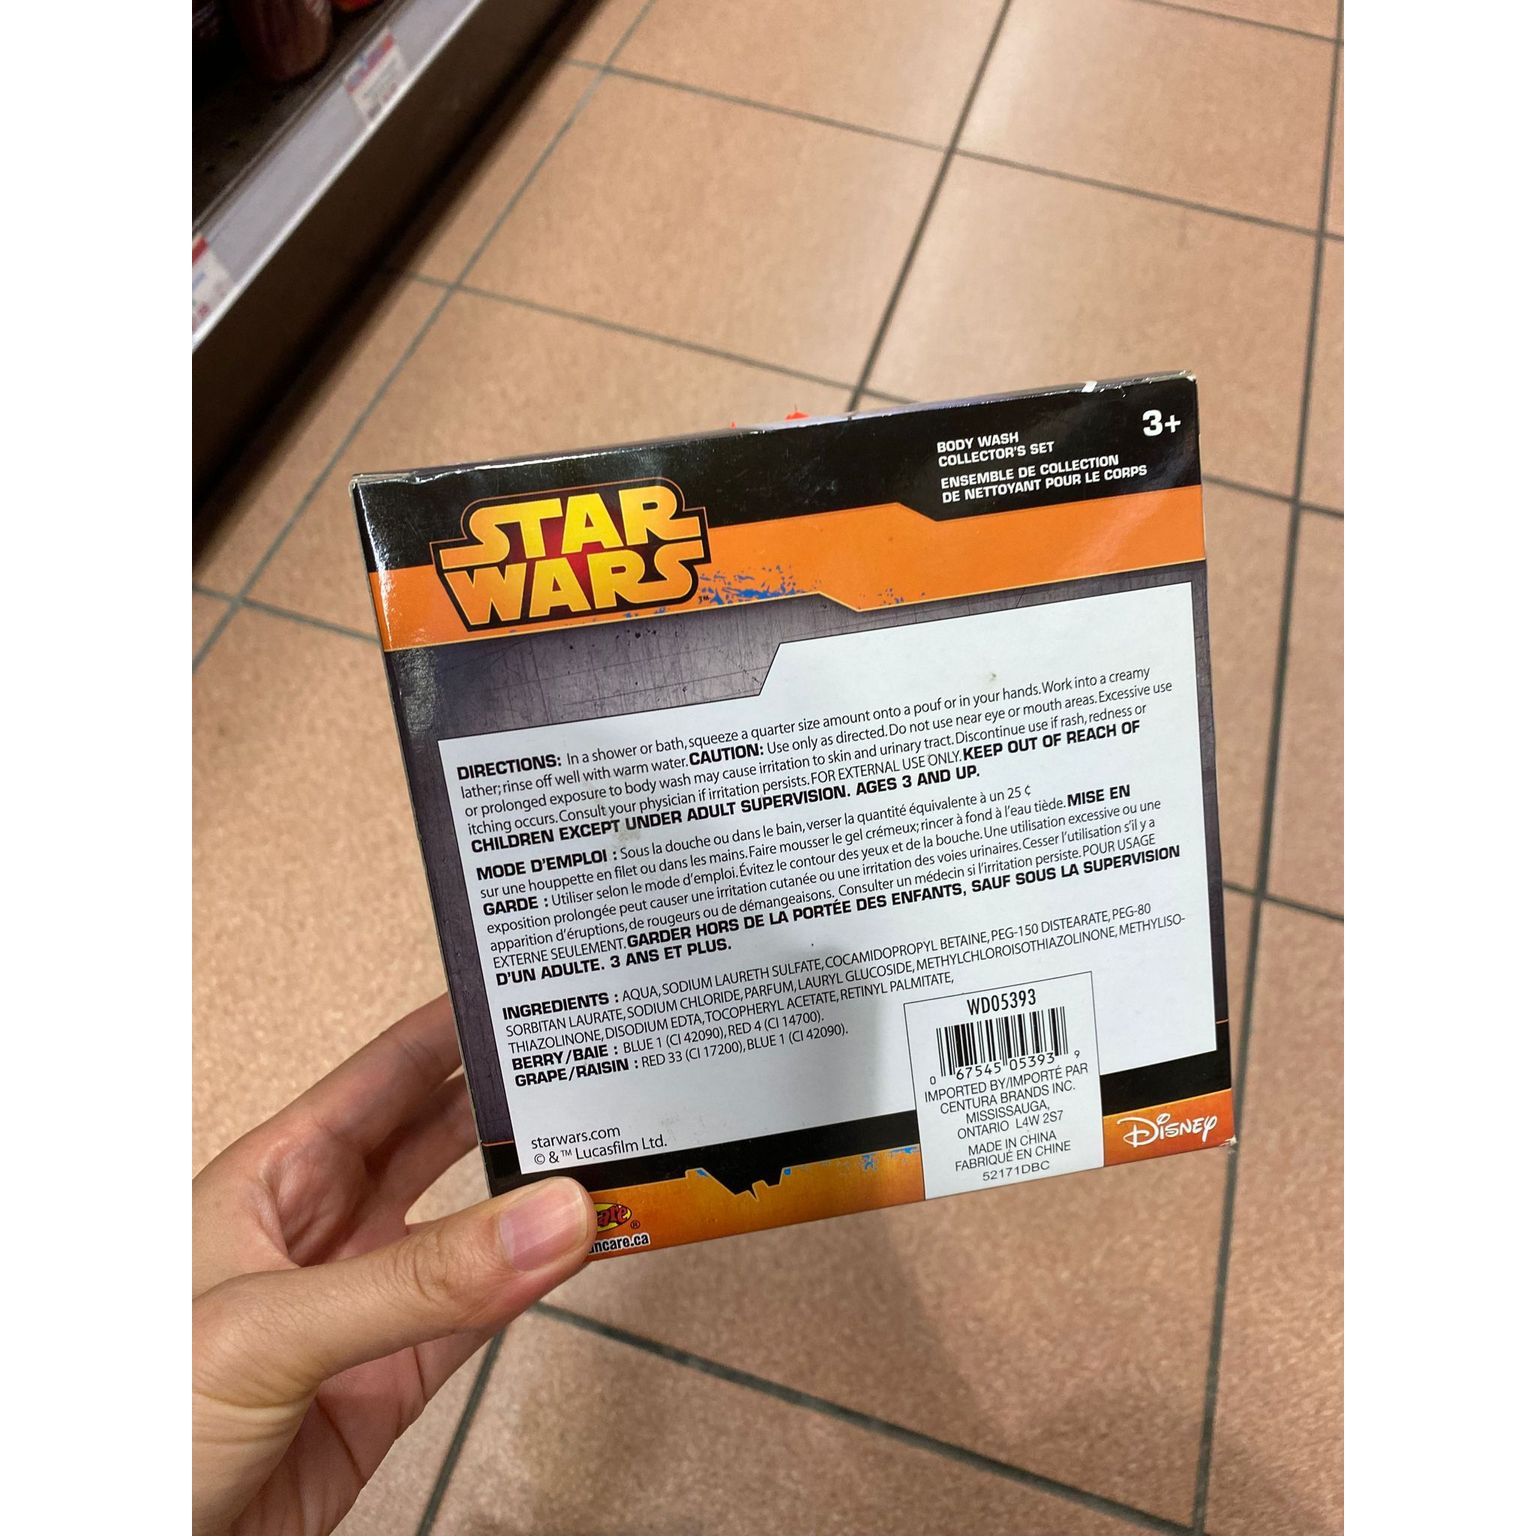 3+
BODY WASH
COLLECTOR'S SET
ENSEMBLE DE COLLECTION
DE NETTOYANT POUR LE CORPS
STAR
WARS™
DIRECTIONS: In a shower or bath, squeeze a quarter size amount onto a pouf or in your hands. Work into a creamy
lather; rinse off well with warm water. CAUTION: Use only as directed. Do not use near eye or mouth areas. Excessive use
or prolonged exposure to body wash may cause irritation to skin and urinary tract. Discontinue use if rash, redness or
itching occurs. Consult your physician if irritation persists. FOR EXTERNAL USE ONLY. KEEP OUT OF REACH OF
CHILDREN EXCEPT UNDER ADULT SUPERVISION. AGES 3 AND UP.
MODE D'EMPLOI : Sous la douche ou dans le bain, verser la quantité équivalente à un 25 ¢
sur une houppette en filet ou dans les mains. Faire mousser le gel crémeux; rincer à fond à l'eau tiède. MISE EN
GARDE : Utiliser selon le mode d'emploi. Évitez le contour des yeux et de la bouche. Une utilisation excessive ou une
exposition prolongée peut causer une irritation cutanée ou une irritation des voies urinaires. Cesser l'utilisation s'il y a
apparition d'éruptions, de rougeurs ou de démangeaisons. Consulter un médecin si l'irritation persiste. POUR USAGE
EXTERNE SEULEMENT. GARDER HORS DE LA PORTÉE DES ENFANTS, SAUF SOUS LA SUPERVISION
D'UN ADULTE. 3 ANS ET PLUS.
INGREDIENTS : AQUA, SODIUM LAURETH SULFATE, COCAMIDOPROPYL BETAINE, PEG-150 DISTEARATE, PEG-80
SORBITAN LAURATE, SODIUM CHLORIDE, PARFUM, LAURYL GLUCOSIDE, METHYLCHLOROISOTHIAZOLINONE, METHYLISO-
THIAZOLINONE, DISODIUM EDTA, TOCOPHERYL ACETATE, RETINYL PALMITATE,
BERRY/BAIE : BLUE 1 (CI 42090), RED 4 (CI 14700).
GRAPE/RAISIN : RED 33 (CI 17200), BLUE 1 (CI 42090).
starwars.com
© & ™ Lucasfilm Ltd.
WD05393
0 67545 05393 9
IMPORTED BY/IMPORTÉ PAR
CENTURA BRANDS INC.
MISSISSAUGA,
ONTARIO L4W 2S7
MADE IN CHINA
FABRIQUÉ EN CHINE
52171DBC
DISNEY
ncare.ca